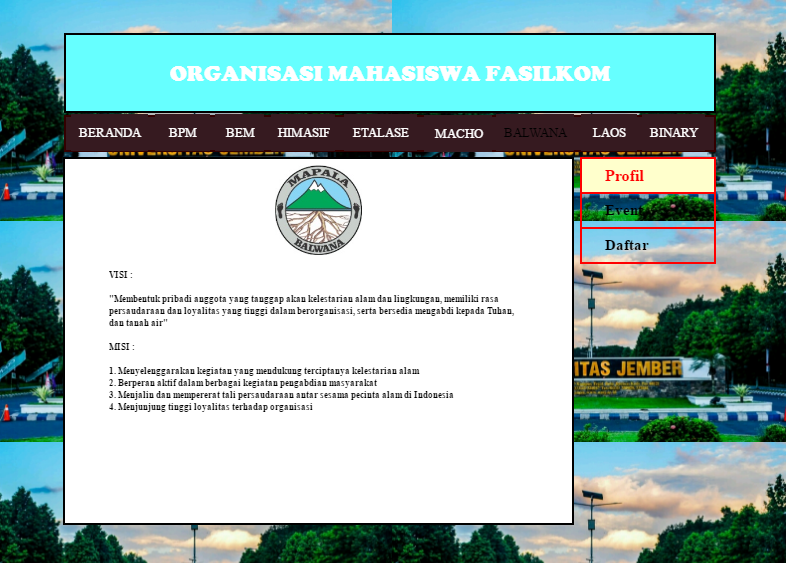 ORGANISASI MAHASISWA FASILKOM
BERANDA BPM BEM HIMASIF ETALASE MACHO BALWANA LAOS BINARY
Profil
Event
Daftar
MAPALA
BALWANA
VISI :
"Membentuk pribadi anggota yang tanggap akan kelestarian alam dan lingkungan, memiliki rasa
persaudaraan dan loyalitas yang tinggi dalam berorganisasi, serta bersedia mengabdi kepada Tuhan,
dan tanah air"
MISI :
1. Menyelenggarakan kegiatan yang mendukung terciptanya kelestarian alam
2. Berperan aktif dalam berbagai kegiatan pengabdian masyarakat
3. Menjalin dan mempererat tali persaudaraan antar sesama pecinta alam di Indonesia
4. Menjunjung tinggi loyalitas terhadap organisasi
ITAS JEMBER